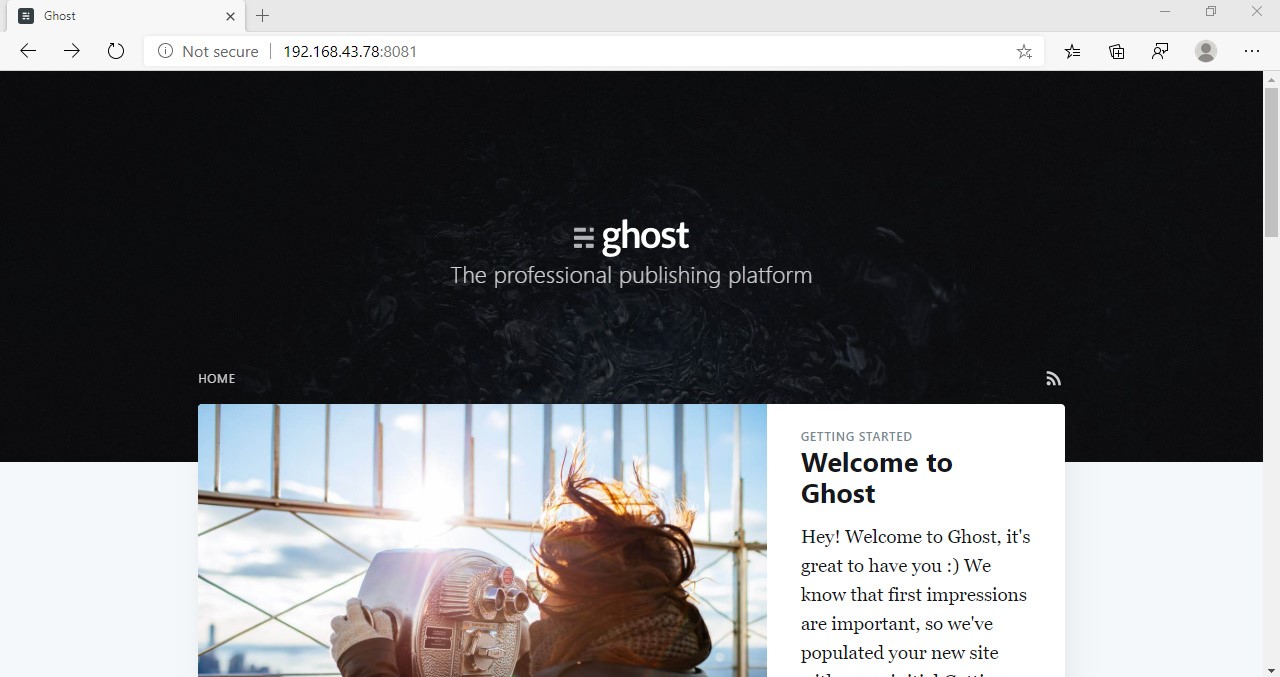 Ghost
Not secure
192.168.43.78:8081
ghost
The professional publishing platform
HOME
GETTING STARTED
Welcome to
Ghost
Hey! Welcome to Ghost, it's
great to have you :) We
know that first impressions
are important, so we've
populated your new site